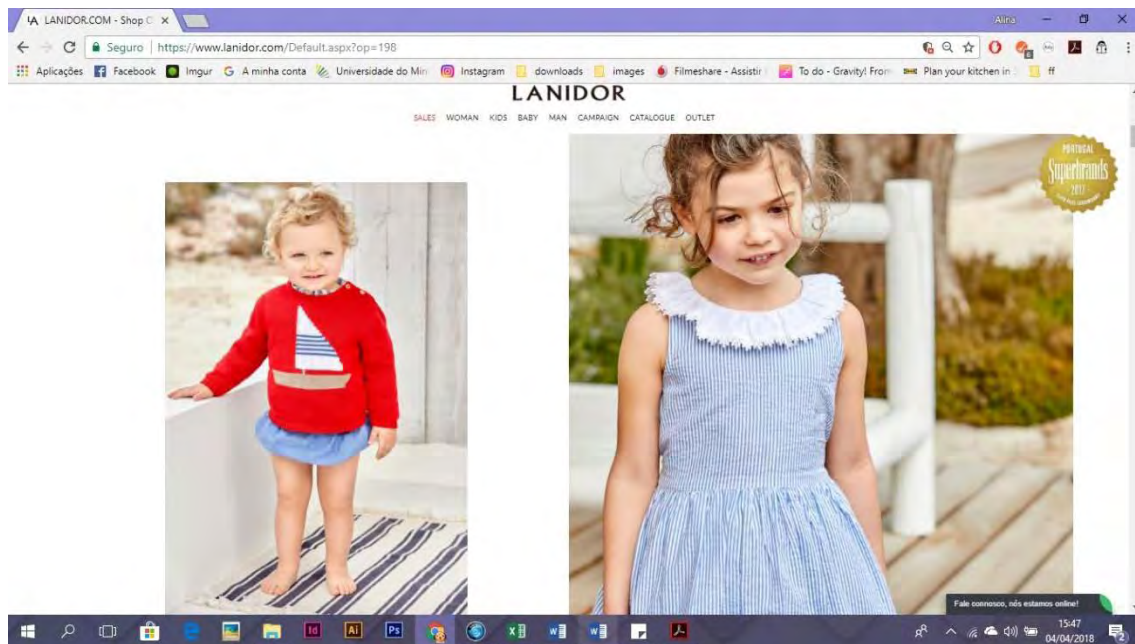 LANIDOR.COM - Shop
Alina
Seguro https://www.lanidor.com/Default.aspx?op=198
Aplicações Facebook Imgur A minha conta Universidade do Min Instagram downloads images Filmeshare - Assistir To do - Gravity! From Plan your kitchen in ff
LANIDOR
SALES WOMAN KIDS BABY MAN CAMPAIGN CATALOGUE OUTLET
PORTUGAL
Superbrands
2017
Fale connosco, nós estamos online!
Id Ai Ps
15:47
04/04/2018